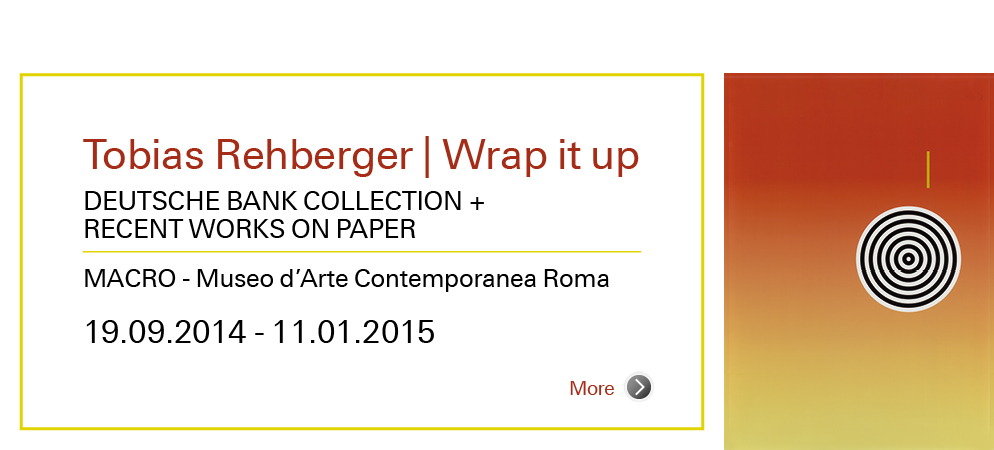 Tobias Rehberger | Wrap it up
DEUTSCHE BANK COLLECTION +
RECENT WORKS ON PAPER
MACRO - Museo d’Arte Contemporanea Roma
19.09.2014 - 11.01.2015
More